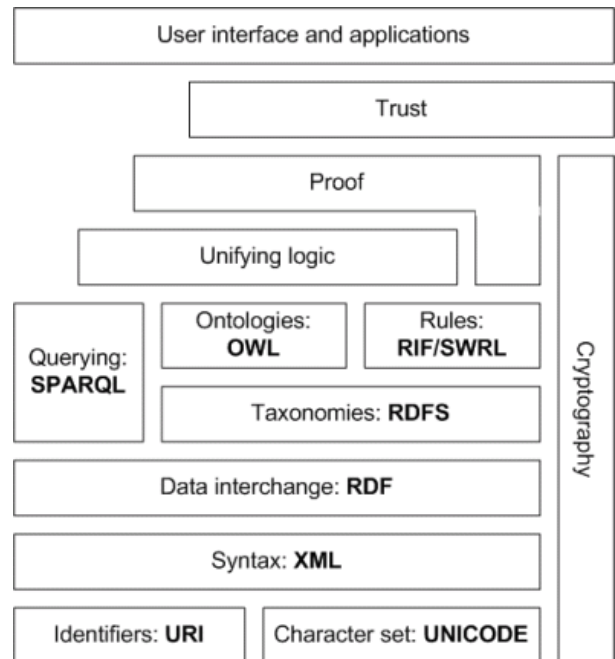 User interface and applications
Trust
Proof
Unifying logic
Querying:
SPARQL
Ontologies:
OWL
Rules:
RIF/SWRL
Taxonomies: RDFS
Cryptography
Data interchange: RDF
Syntax: XML
Identifiers: URI
Character set: UNICODE